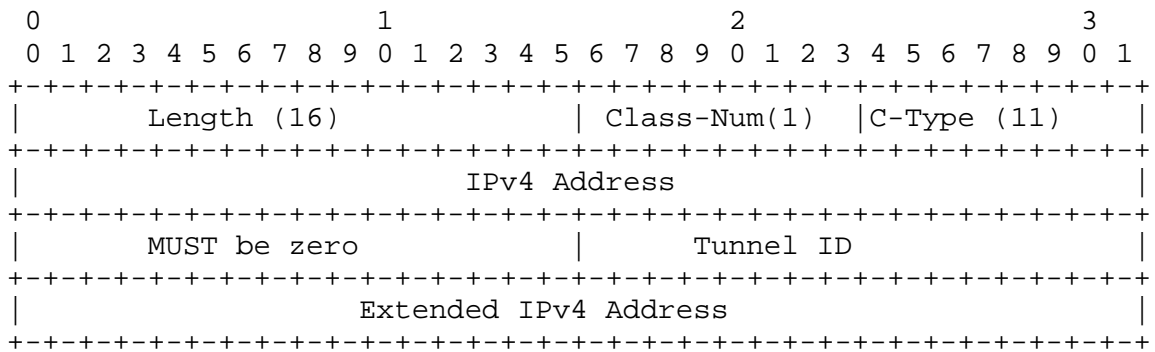 0                   1                   2                   3
 0 1 2 3 4 5 6 7 8 9 0 1 2 3 4 5 6 7 8 9 0 1 2 3 4 5 6 7 8 9 0 1
+-+-+-+-+-+-+-+-+-+-+-+-+-+-+-+-+-+-+-+-+-+-+-+-+-+-+-+-+-+-+-+-+
|       Length (16)             | Class-Num(1)  |C-Type (11)    |
+-+-+-+-+-+-+-+-+-+-+-+-+-+-+-+-+-+-+-+-+-+-+-+-+-+-+-+-+-+-+-+-+
|                         IPv4 Address                          |
+-+-+-+-+-+-+-+-+-+-+-+-+-+-+-+-+-+-+-+-+-+-+-+-+-+-+-+-+-+-+-+-+
|       MUST be zero            |      Tunnel ID                |
+-+-+-+-+-+-+-+-+-+-+-+-+-+-+-+-+-+-+-+-+-+-+-+-+-+-+-+-+-+-+-+-+
|                   Extended IPv4 Address                       |
+-+-+-+-+-+-+-+-+-+-+-+-+-+-+-+-+-+-+-+-+-+-+-+-+-+-+-+-+-+-+-+-+